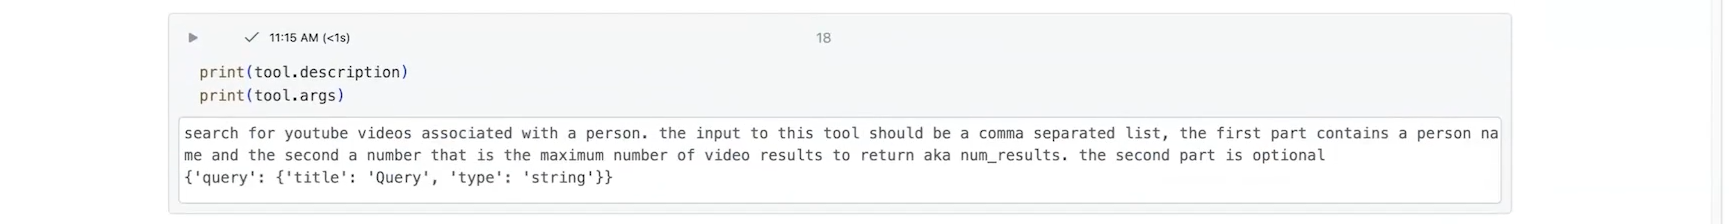 11:15 AM (<1s)
18
print(tool.description)
print(tool.args)
search for youtube videos associated with a person. the input to this tool should be a comma separated list, the first part contains a person na
me and the second a number that is the maximum number of video results to return aka num_results. the second part is optional
{'query': {'title': 'Query', 'type': 'string'}}